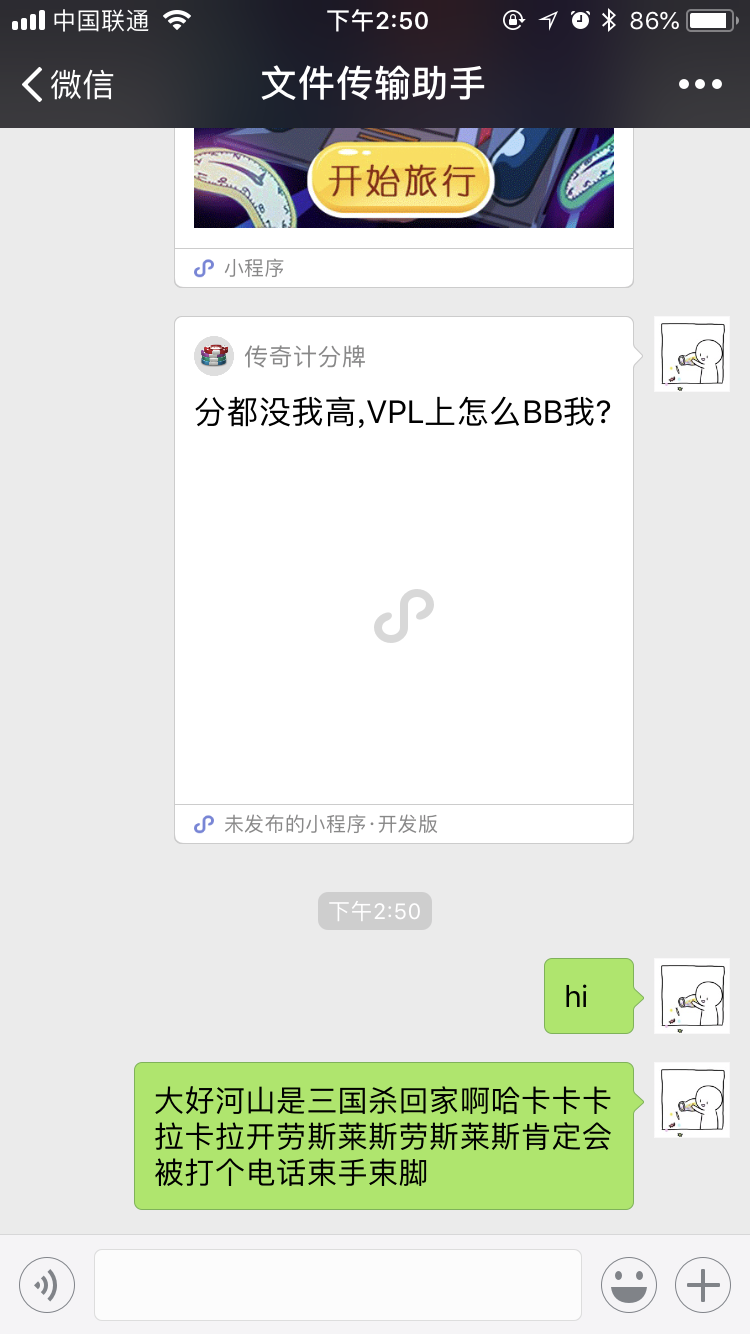 中国联通 下午2:50 86%
微信 文件传输助手
开始旅行
小程序
传奇计分牌
分都没我高,VPL上怎么BB我?
未发布的小程序·开发版
下午2:50
hi
大好河山是三国杀回家啊哈卡卡卡
拉卡拉开劳斯莱斯劳斯莱斯肯定会
被打个电话束手束脚